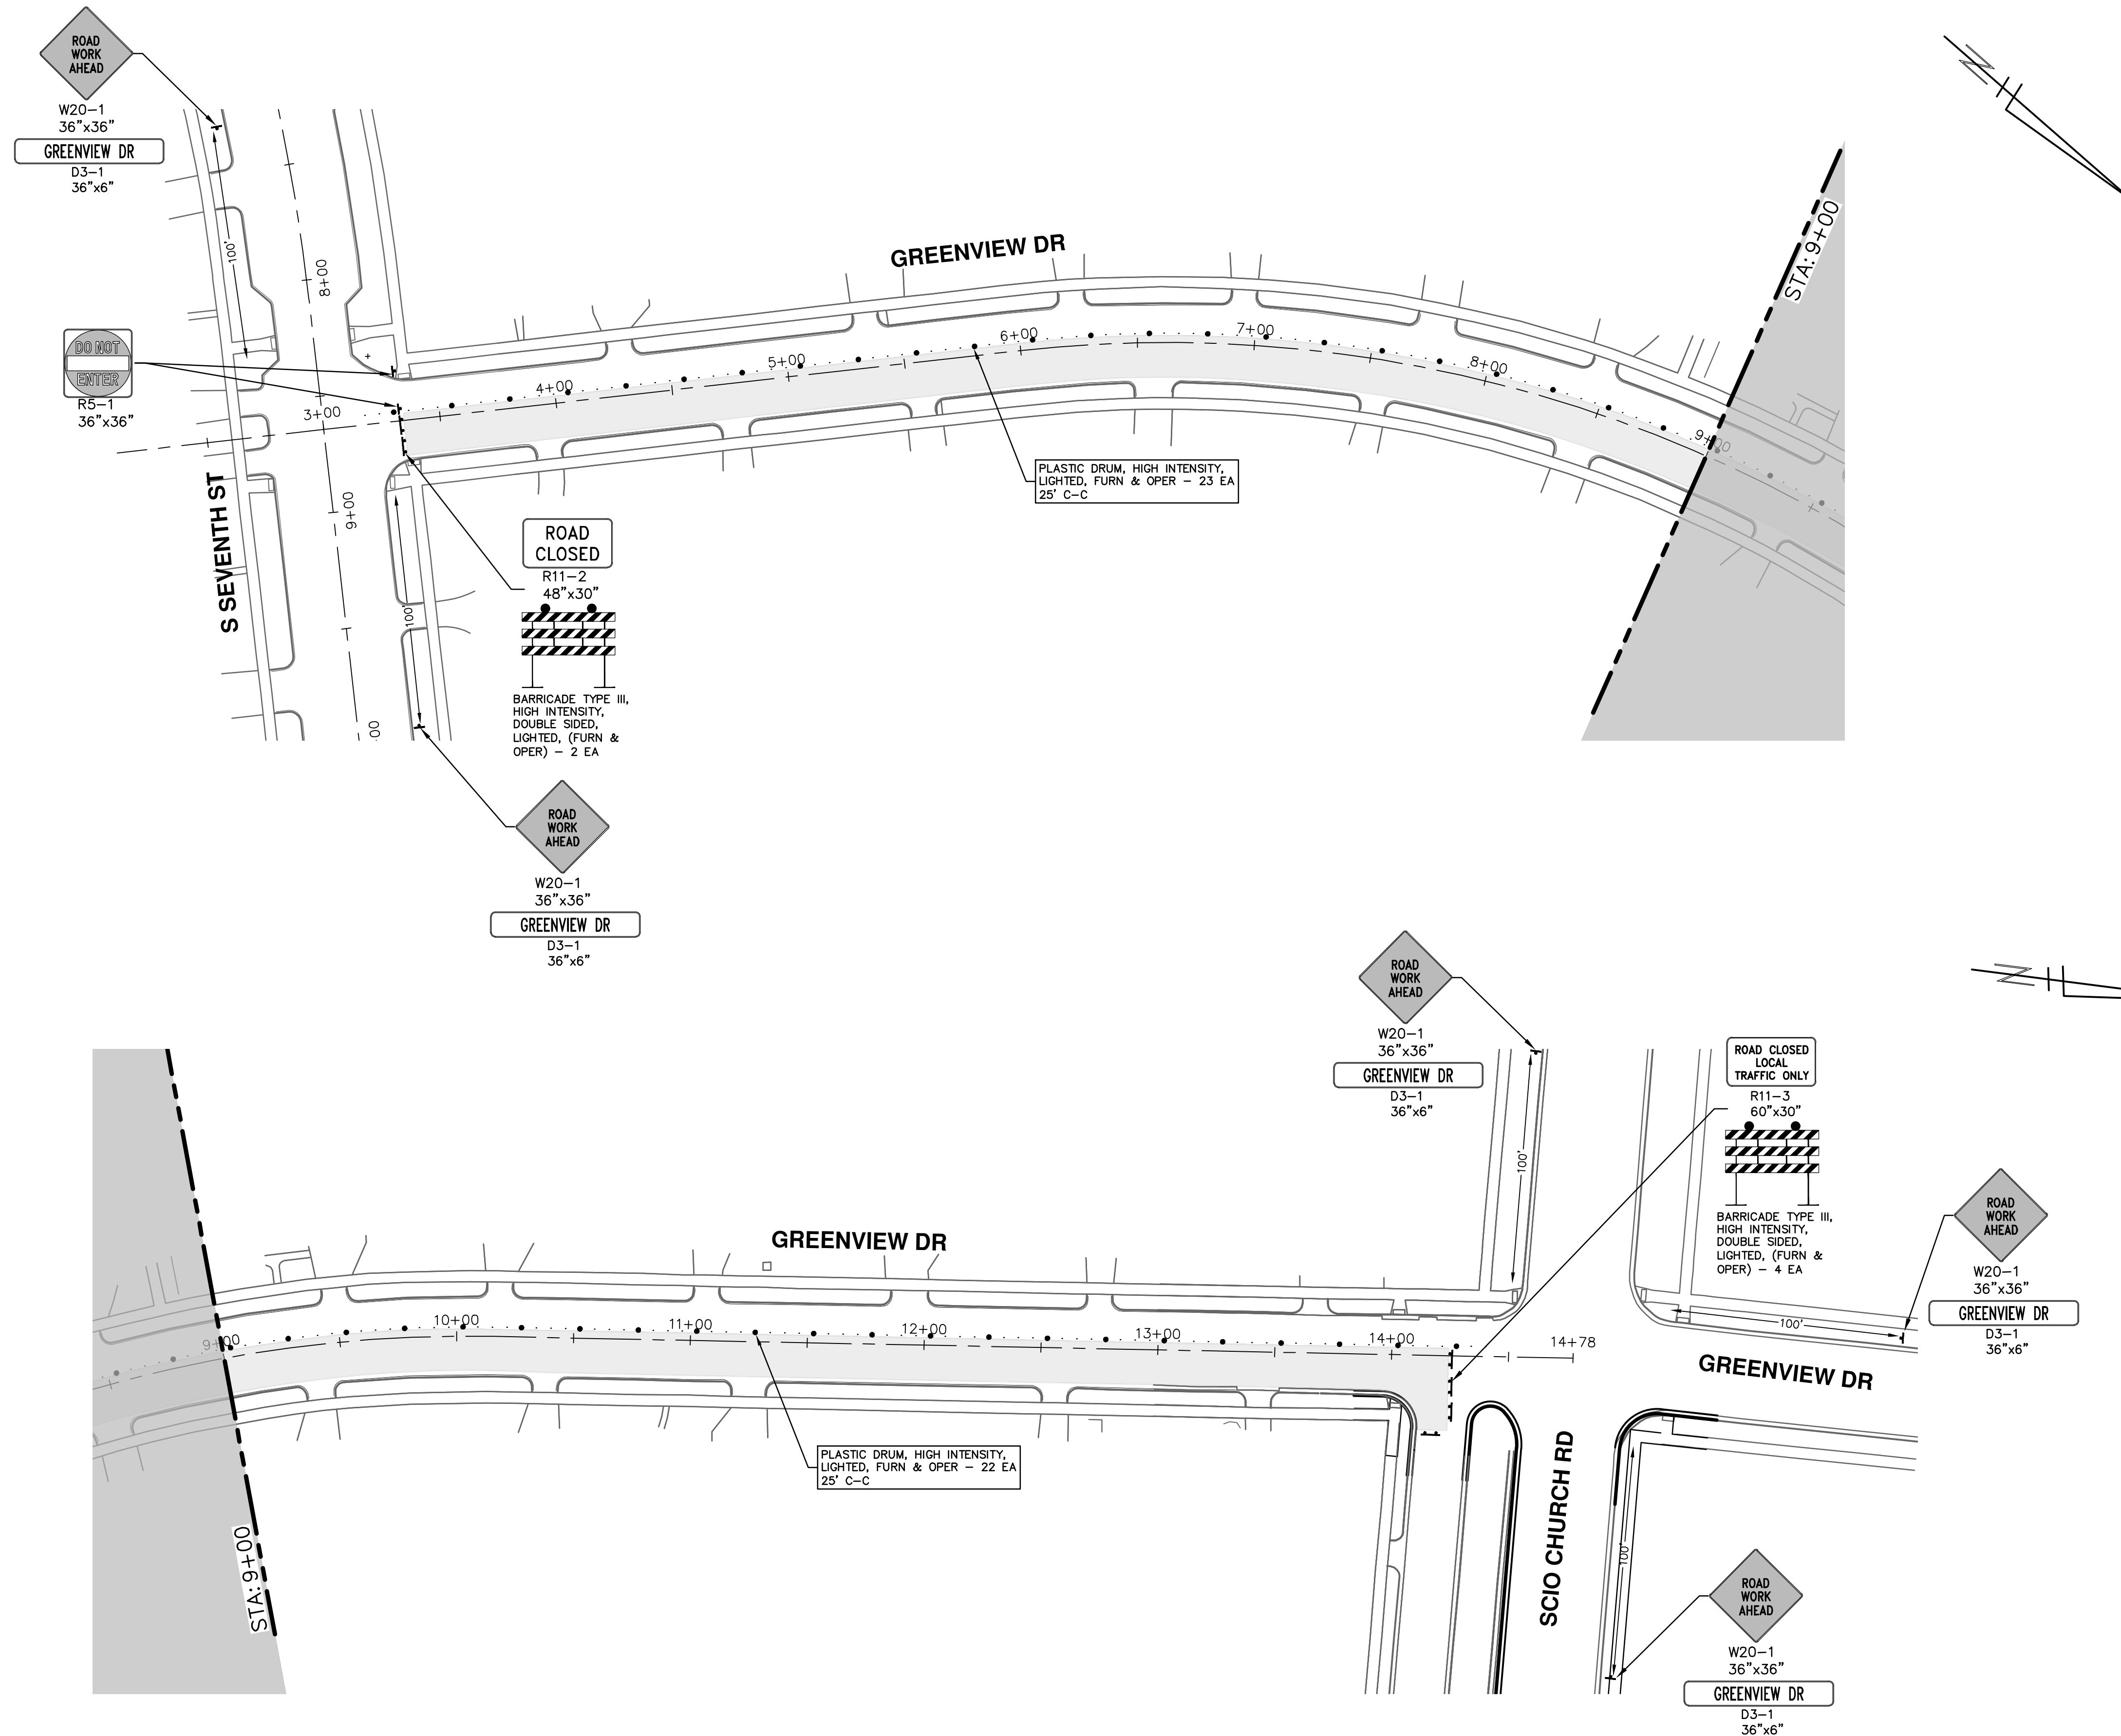 ROAD
WORK
AHEAD
W20-1
36"x36"
GREENVIEW DR
D3-1
36"x6"
100'
8+00
DO NOT
ENTER
R5-1
36"x36"
3+00
4+00
5+00
6+00
7+00
8+00
9+00
GREENVIEW DR
STA: 9+00
N
S SEVENTH ST
9+00
100'
00
PLASTIC DRUM, HIGH INTENSITY,
LIGHTED, FURN & OPER - 23 EA
25' C-C
ROAD
CLOSED
R11-2
48"x30"
BARRICADE TYPE III,
HIGH INTENSITY,
DOUBLE SIDED,
LIGHTED, (FURN &
OPER) - 2 EA
ROAD
WORK
AHEAD
W20-1
36"x36"
GREENVIEW DR
D3-1
36"x6"
ROAD
WORK
AHEAD
W20-1
36"x36"
GREENVIEW DR
D3-1
36"x6"
100'
N
ROAD CLOSED
LOCAL
TRAFFIC ONLY
R11-3
60"x30"
BARRICADE TYPE III,
HIGH INTENSITY,
DOUBLE SIDED,
LIGHTED, (FURN &
OPER) - 4 EA
ROAD
WORK
AHEAD
W20-1
36"x36"
GREENVIEW DR
D3-1
36"x6"
100'
GREENVIEW DR
9+00
10+00
11+00
12+00
13+00
14+00
14+78
GREENVIEW DR
PLASTIC DRUM, HIGH INTENSITY,
LIGHTED, FURN & OPER - 22 EA
25' C-C
STA: 9+00
SCIO CHURCH RD
100'
ROAD
WORK
AHEAD
W20-1
36"x36"
GREENVIEW DR
D3-1
36"x6"